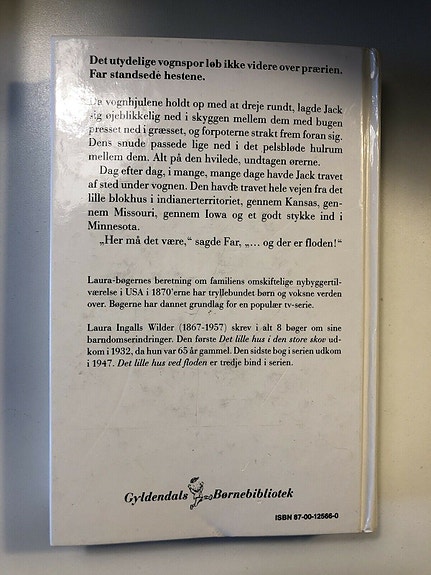 Det utydelige vognspor løb ikke videre over prærien.
Far standsede hestene.
Da vognhjulene holdt op med at dreje rundt, lagde Jack
sig øjeblikkelig ned i skyggen mellem dem med bugen
presset ned i græsset, og forpoterne strakt frem foran sig.
Dens snude passede lige ned i det pelsbløde hulrum
mellem dem. Alt på den hvilede, undtagen ørerne.
Dag efter dag, i mange, mange dage havde Jack travet
af sted under vognen. Den havde travet hele vejen fra det
lille blokhus i indianerterritoriet, gennem Kansas, gen-
nem Missouri, gennem Iowa og et godt stykke ind i
Minnesota.
„Her må det være,“ sagde Far, „... og der er floden!“
Laura-bøgernes beretning om familiens omskiftelige nybyggertil-
værelse i USA i 1870'erne har tryllebundet børn og voksne verden
over. Bøgerne har dannet grundlag for en populær tv-serie.
Laura Ingalls Wilder (1867-1957) skrev i alt 8 bøger om sine
barndomserindringer. Den første Det lille hus i den store skov ud-
kom i 1932, da hun var 65 år gammel. Den sidste bog i serien udkom
i 1947. Det lille hus ved floden er tredje bind i serien.
Gyldendals Børnebibliotek
ISBN 87-00-12566-0